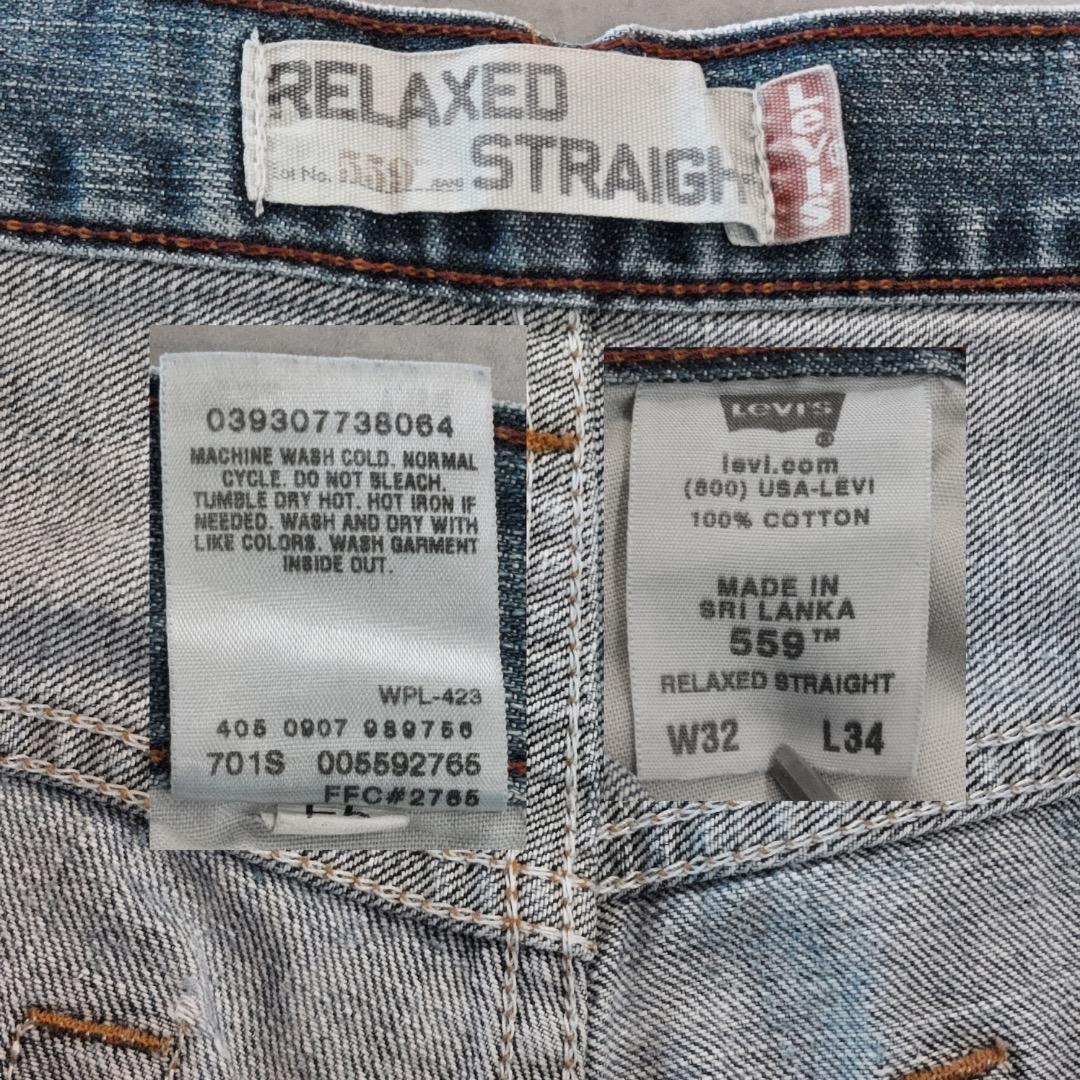 RELAXED
Lot No. 559 STRAIGH
Levi's
039307738064
MACHINE WASH COLD. NORMAL
CYCLE. DO NOT BLEACH.
TUMBLE DRY HOT. HOT IRON IF
NEEDED. WASH AND DRY WITH
LIKE COLORS. WASH GARMENT
INSIDE OUT.
WPL-423
405 0907 989756
701S 005592765
FFC#2765
LEVI'S
®
levi.com
(800) USA-LEVI
100% COTTON
MADE IN
SRI LANKA
559™
RELAXED STRAIGHT
W32 L34